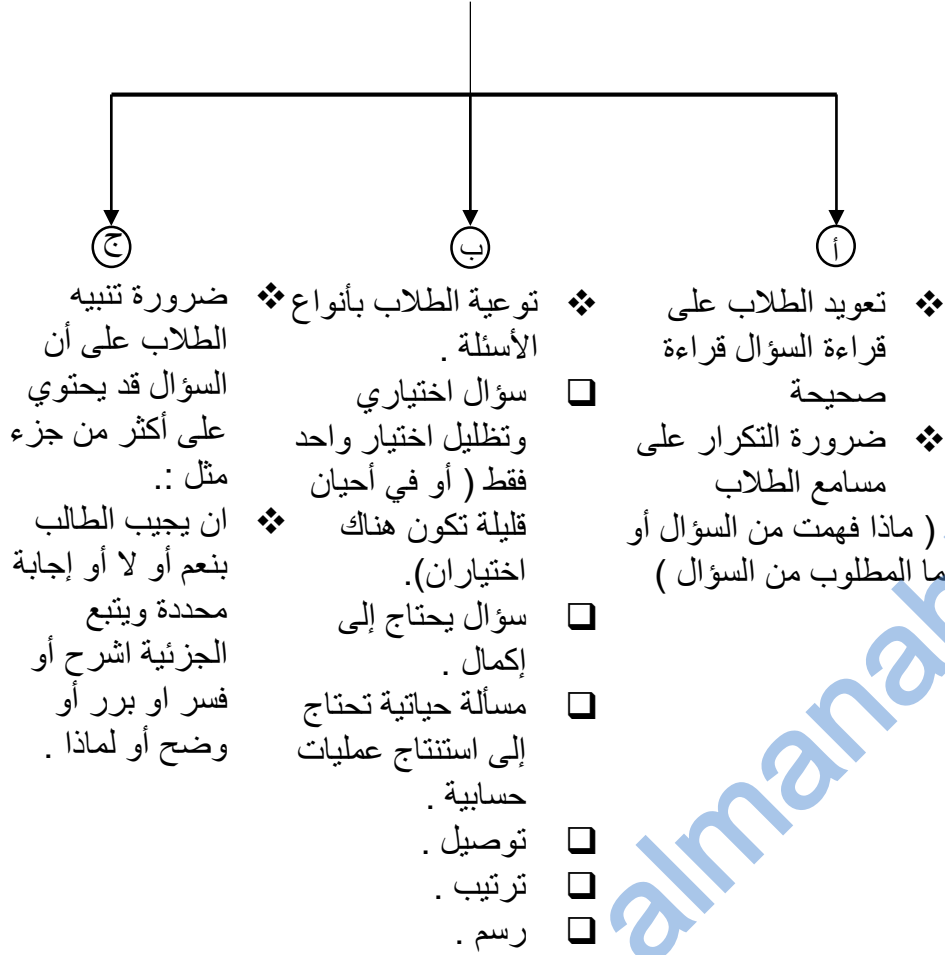 أ
❖ تعويد الطلاب على
قراءة السؤال قراءة
صحيحة
❖ ضرورة التكرار على
مسامع الطلاب
( ماذا فهمت من السؤال أو
ما المطلوب من السؤال )
ب
❖ توعية الطلاب بأنواع
الأسئلة .
❑ سؤال اختياري
وتظليل اختيار واحد
فقط ( أو في أحيان
قليلة تكون هناك
اختياران).
❑ سؤال يحتاج إلى
إكمال .
❑ مسألة حياتية تحتاج
إلى استنتاج عمليات
حسابية .
❑ توصيل .
❑ ترتيب .
❑ رسم .
ج
❖ ضرورة تنبيه
الطلاب على أن
السؤال قد يحتوي
على أكثر من جزء
مثل :.
❖ ان يجيب الطالب
بنعم أو لا أو إجابة
محددة ويتبع
الجزئية اشرح أو
فسر او برر أو
وضح أو لماذا .
almanah